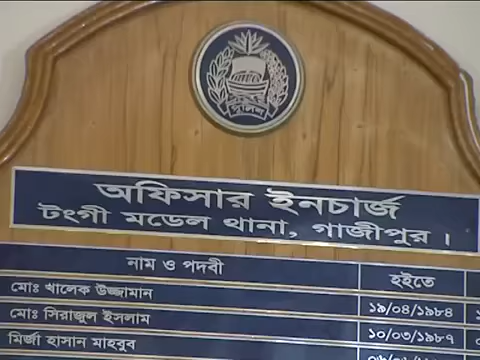 পুলিশ
অফিসার ইনচার্জ
টংগী মডেল থানা, গাজীপুর ।
নাম ও পদবী হইতে
মোঃ খালেক উজ্জামান ১৯/০৪/১৯৮৪
মোঃ সিরাজুল ইসলাম ১০/০৩/১৯৮৭
মির্জা হাসান মাহবুব